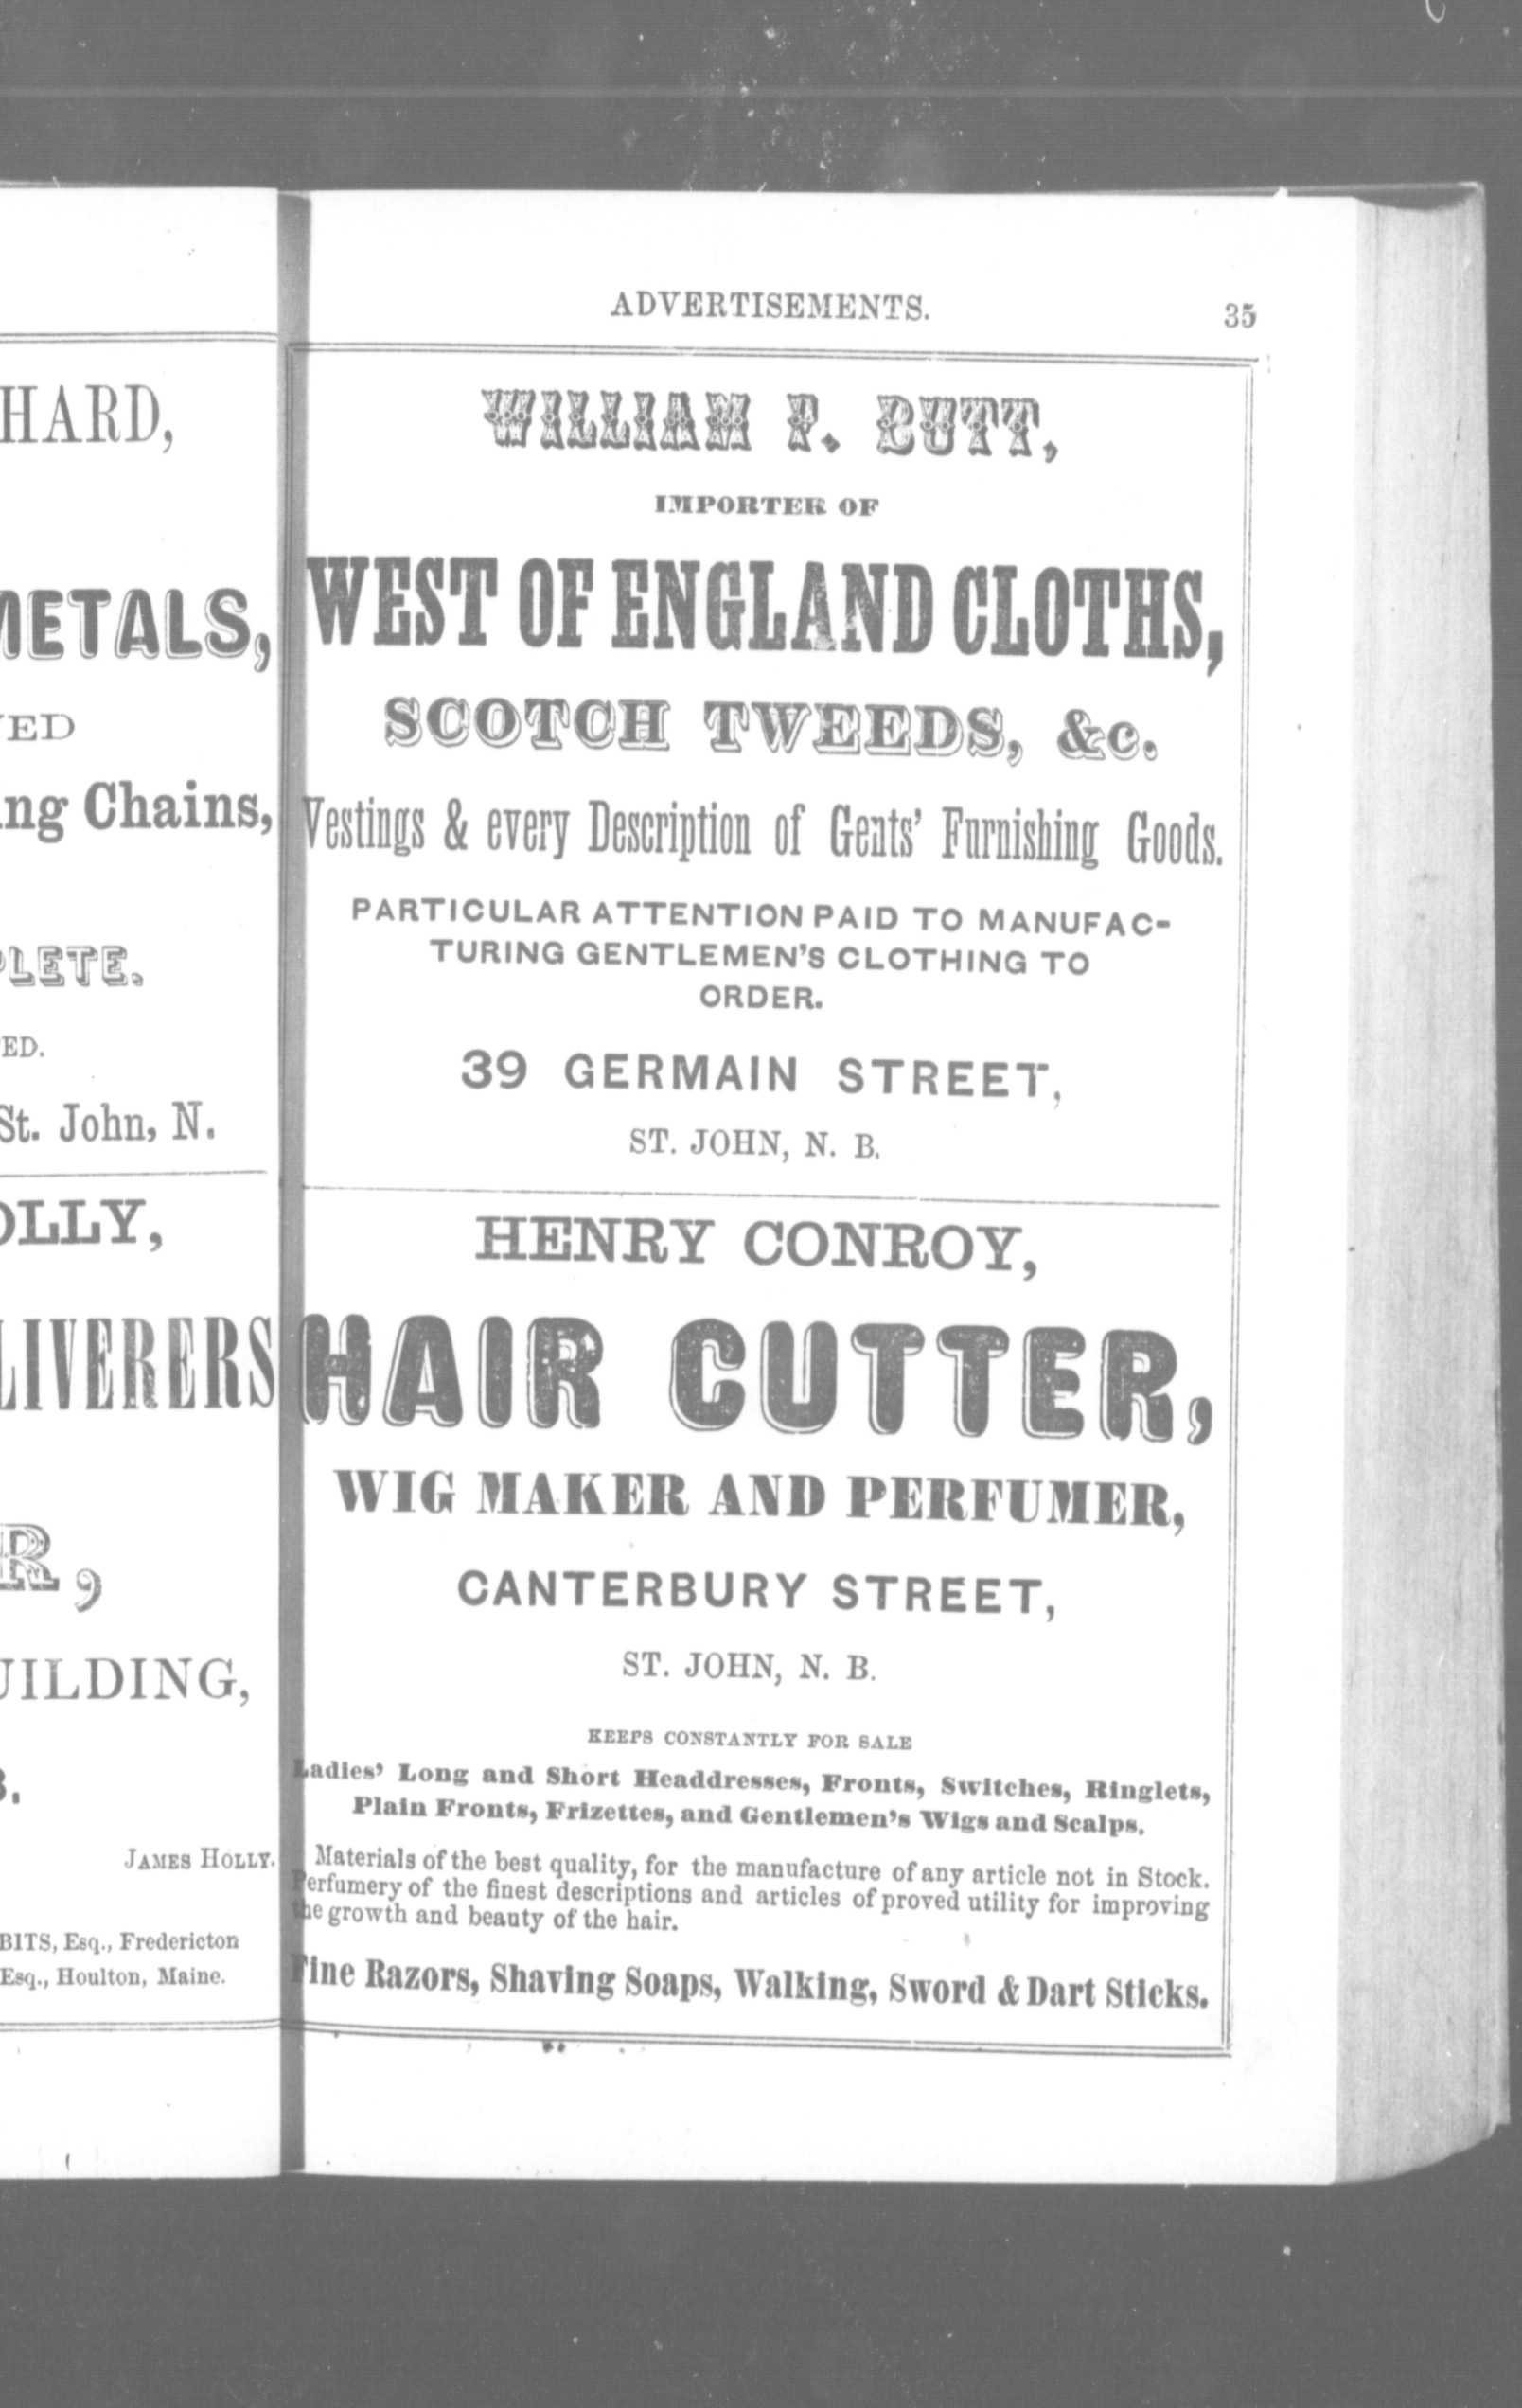 HARD,
METALS,
ED
ng Chains,
PLETE.
ED.
St. John, N.
OLLY,
LIVERERS
R,
UILDING,
B.
JAMES HOLLY.
BITS, Esq., Fredericton
Esq., Houlton, Maine.
ADVERTISEMENTS.
35
WILLIAM P. BUTT,
IMPORTER OF
WEST OF ENGLAND CLOTHS,
SCOTCH TWEEDS, &c.
Vestings & every Description of Gents' Furnishing Goods.
PARTICULAR ATTENTION PAID TO MANUFAC-
TURING GENTLEMEN'S CLOTHING TO
ORDER.
39 GERMAIN STREET,
ST. JOHN, N. B.
HENRY CONROY,
HAIR CUTTER,
WIG MAKER AND PERFUMER,
CANTERBURY STREET,
ST. JOHN, N. B.
KEEPS CONSTANTLY FOR SALE
Ladies' Long and Short Headdresses, Fronts, Switches, Ringlets,
Plain Fronts, Frizettes, and Gentlemen's Wigs and Scalps.
Materials of the best quality, for the manufacture of any article not in Stock.
Perfumery of the finest descriptions and articles of proved utility for improving
the growth and beauty of the hair.
Fine Razors, Shaving Soaps, Walking, Sword & Dart Sticks.